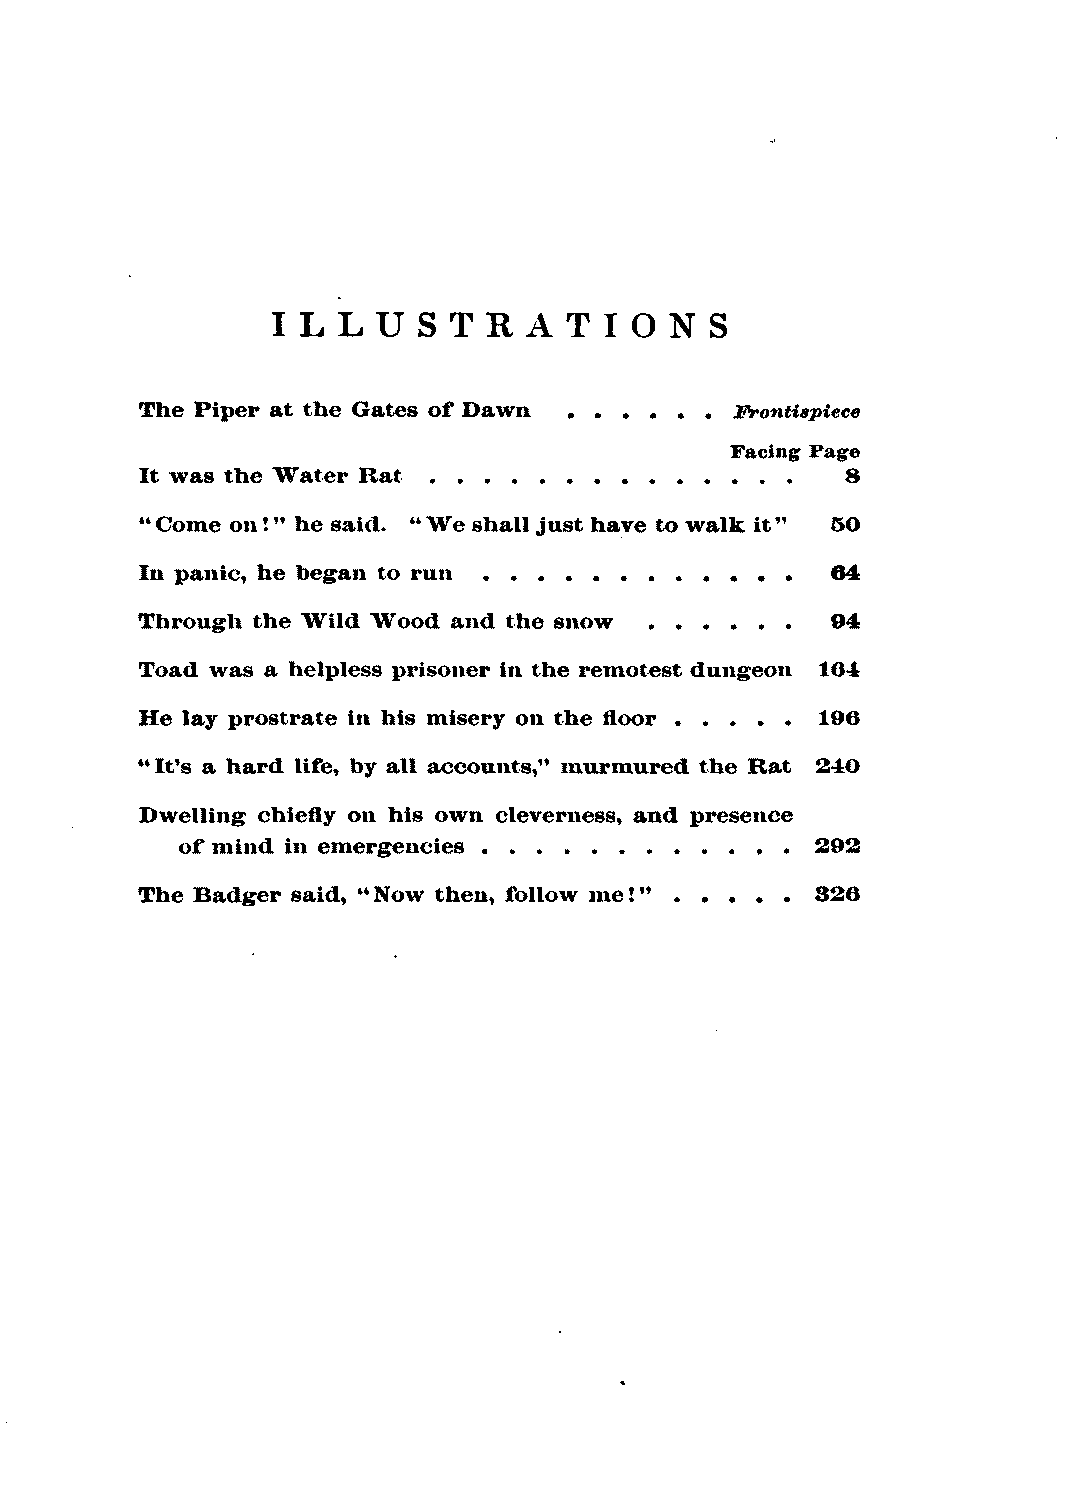 ILLUSTRATIONS
The Piper at the Gates of Dawn . . . . . . Frontispiece
Facing Page
It was the Water Rat . . . . . . . . . . . . . . 8
"Come on!" he said. "We shall just have to walk it" 50
In panic, he began to run . . . . . . . . . . . . 64
Through the Wild Wood and the snow . . . . . . 94
Toad was a helpless prisoner in the remotest dungeon 164
He lay prostrate in his misery on the floor . . . . . 196
"It's a hard life, by all accounts," murmured the Rat 240
Dwelling chiefly on his own cleverness, and presence
of mind in emergencies . . . . . . . . . . . . 292
The Badger said, "Now then, follow me!" . . . . . 326